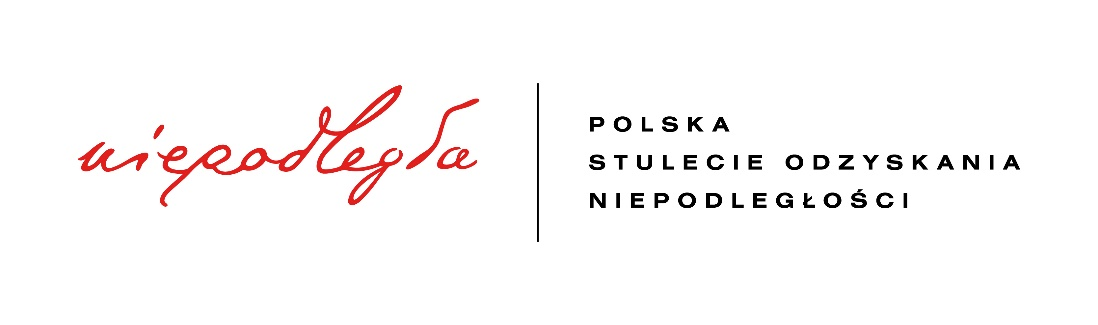 niepodległa
POLSKA
STULECIE ODZYSKANIA
NIEPODLEGŁOŚCI